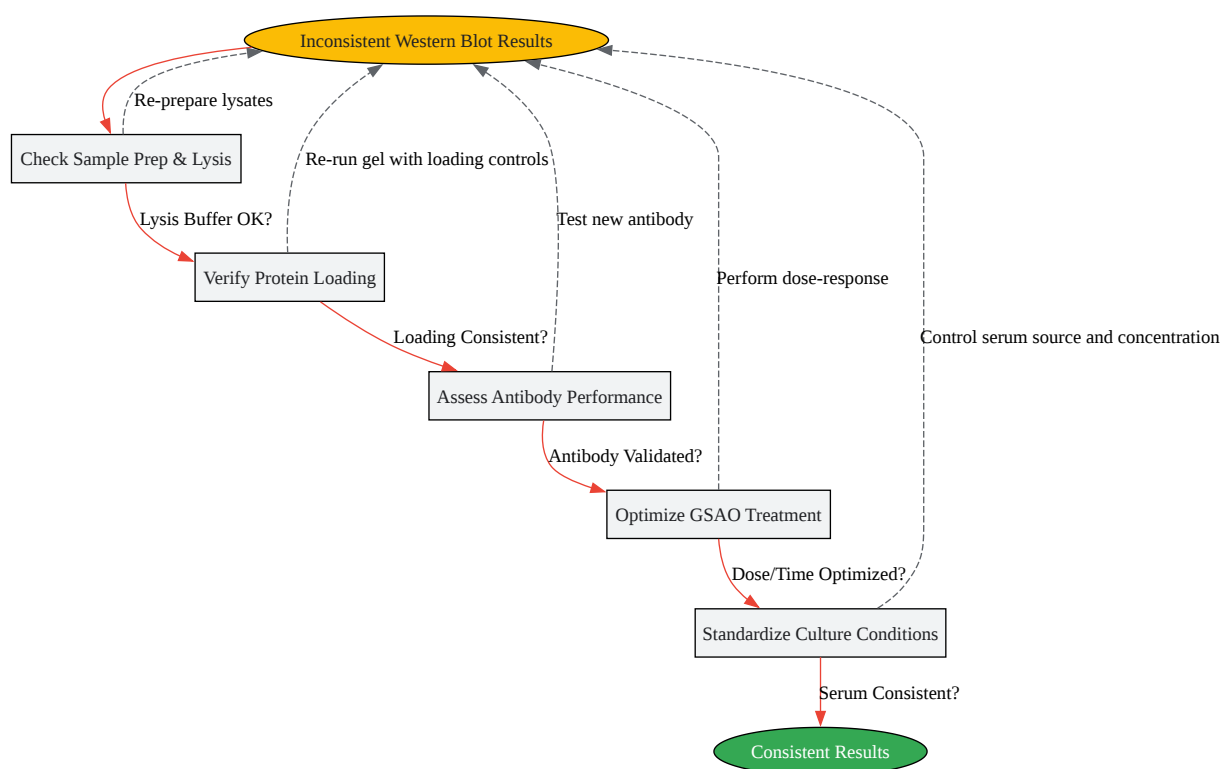 Inconsistent Western Blot Results
Re-prepare lysates
Check Sample Prep & Lysis
Re-run gel with loading controls
Lysis Buffer OK?
Test new antibody
Verify Protein Loading
Perform dose-response
Loading Consistent?
Control serum source and concentration
Assess Antibody Performance
Antibody Validated?
Optimize GSAO Treatment
Dose/Time Optimized?
Standardize Culture Conditions
Serum Consistent?
Consistent Results